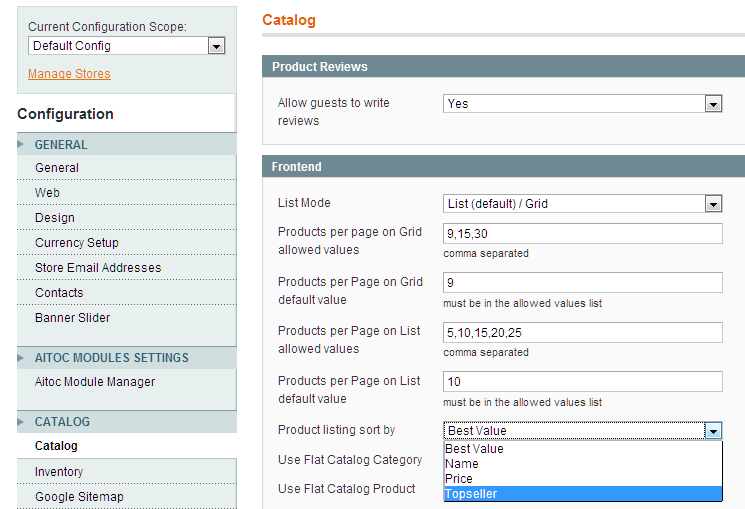 Current Configuration Scope:
Default Config
Manage Stores
Configuration
GENERAL
General
Web
Design
Currency Setup
Store Email Addresses
Contacts
Banner Slider
AITOC MODULES SETTINGS
Aitoc Module Manager
CATALOG
Catalog
Inventory
Google Sitemap
Catalog
Product Reviews
Allow guests to write
reviews
Yes
Frontend
List Mode
List (default) / Grid
Products per page on Grid
allowed values
9,15,30
comma separated
Products per Page on Grid
default value
9
must be in the allowed values list
Products per Page on List
allowed values
5,10,15,20,25
comma separated
Products per Page on List
default value
10
must be in the allowed values list
Product listing sort by
Best Value
Best Value
Name
Price
Topseller
Use Flat Catalog Category
Use Flat Catalog Product